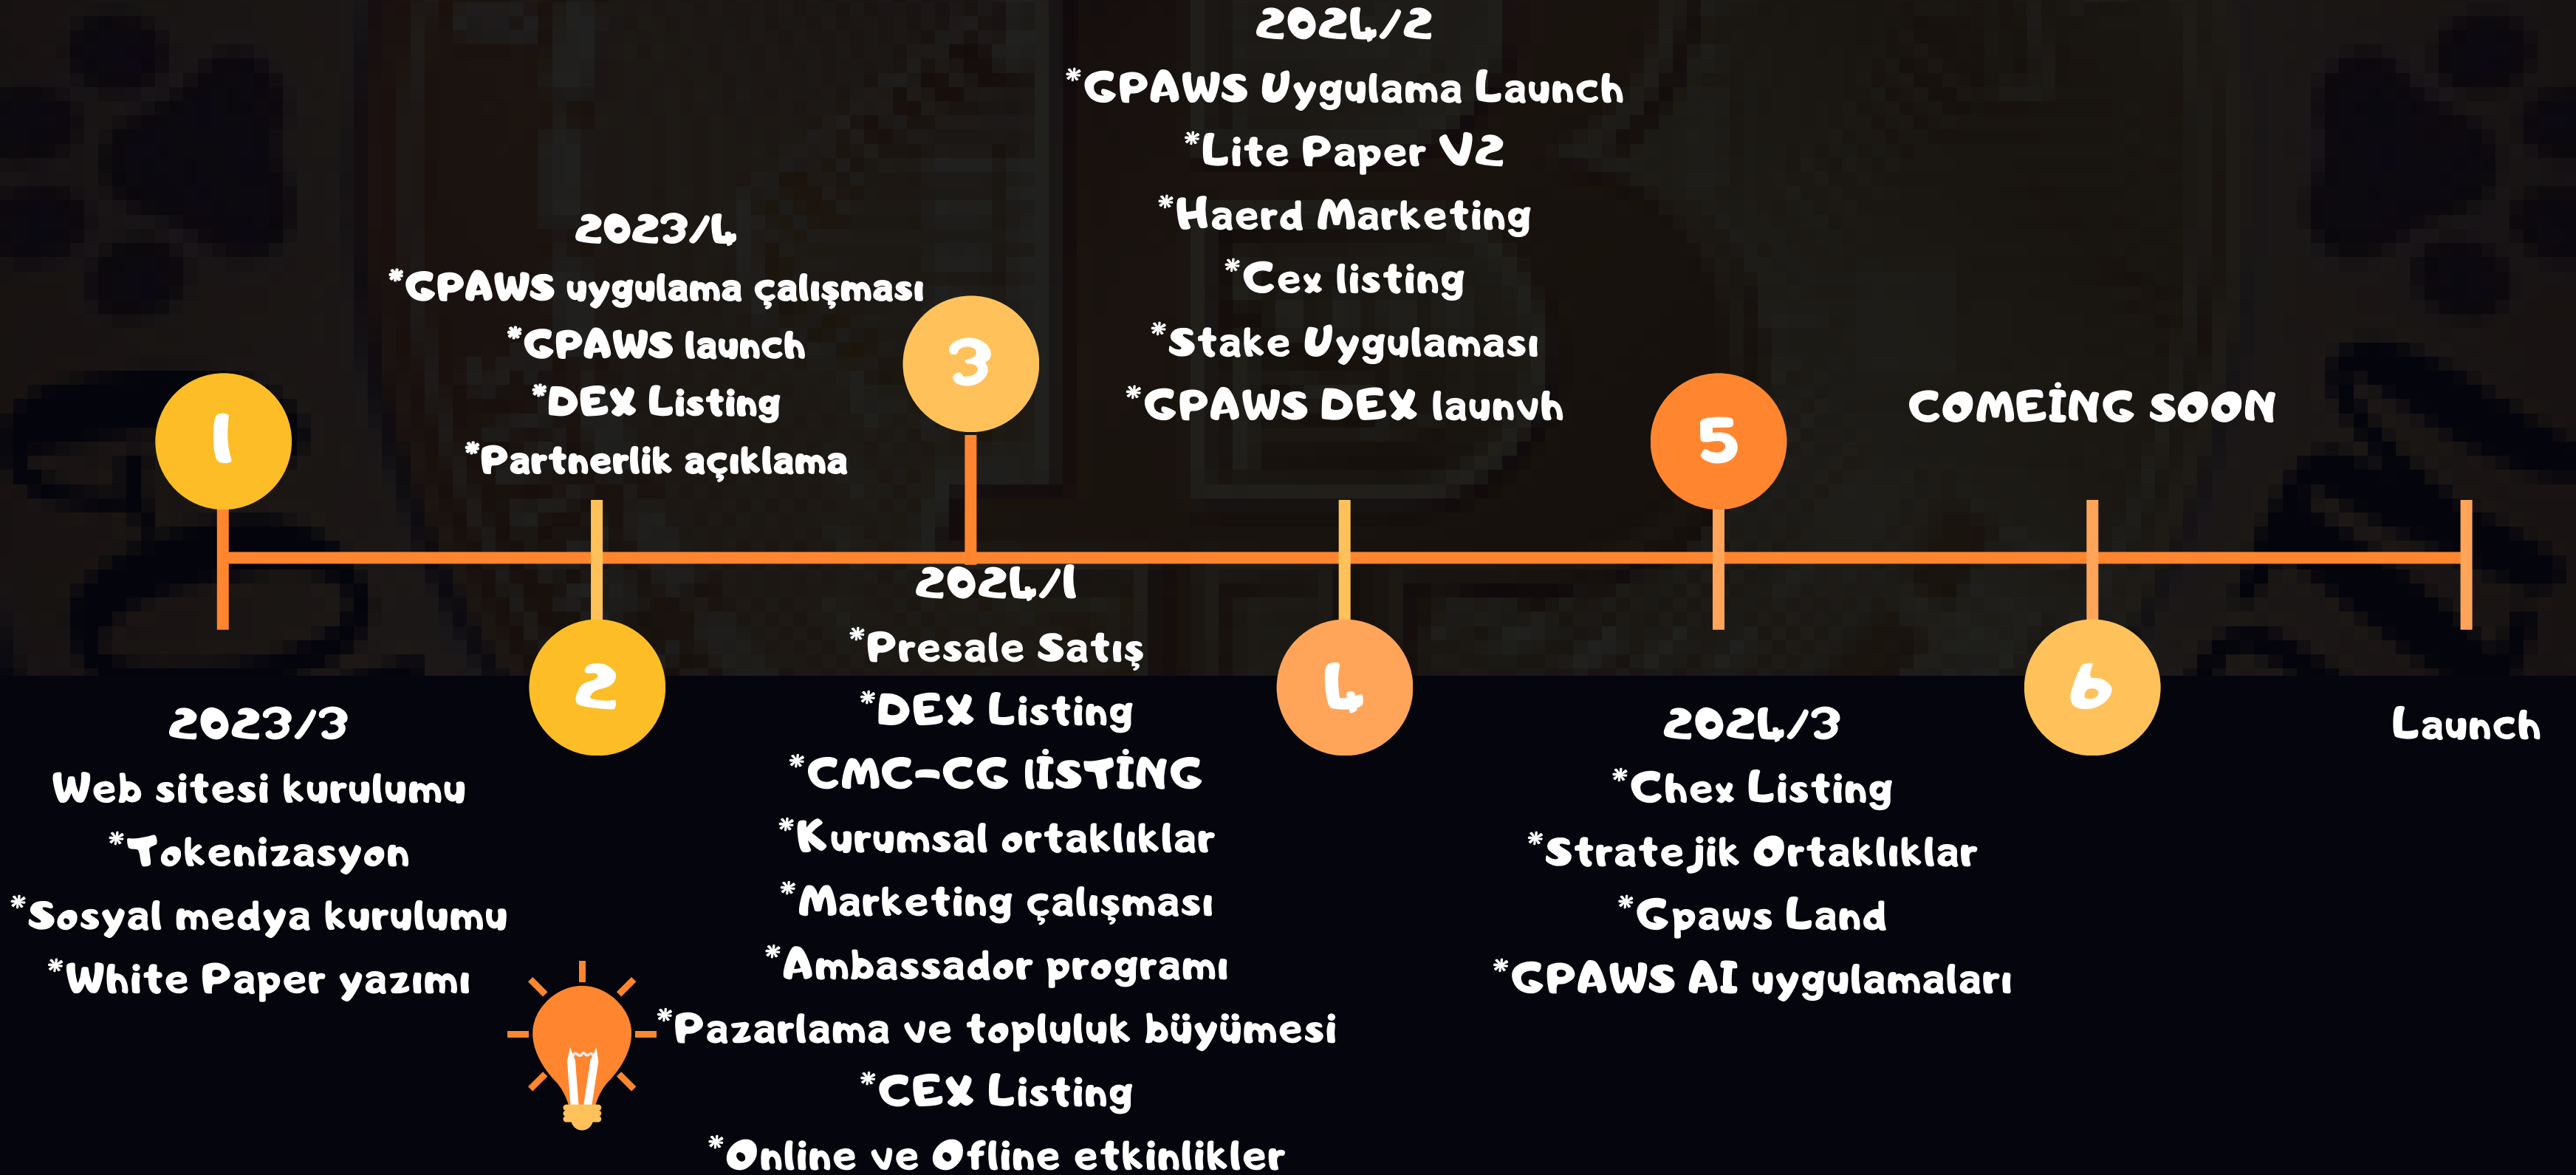 1
2023/3
Web sitesi kurulumu
*Tokenizasyon
*Sosyal medya kurulumu
*White Paper yazımı
2023/4
*GPAWS uygulama çalışması
*GPAWS launch
*DEX Listing
*Partnerlik açıklama
2
3
2024/1
*Presale Satış
*DEX Listing
*CMC-CG lİSTİNG
*Kurumsal ortaklıklar
*Marketing çalışması
*Ambassador programı
*Pazarlama ve topluluk büyümesi
*CEX Listing
*Online ve Ofline etkinlikler
2024/2
*GPAWS Uygulama Launch
*Lite Paper V2
*Haerd Marketing
*Cex listing
*Stake Uygulaması
*GPAWS DEX launvh
4
5
2024/3
*Chex Listing
*Stratejik Ortaklıklar
*Gpaws Land
*GPAWS AI uygulamaları
COMEİNG SOON
6
Launch